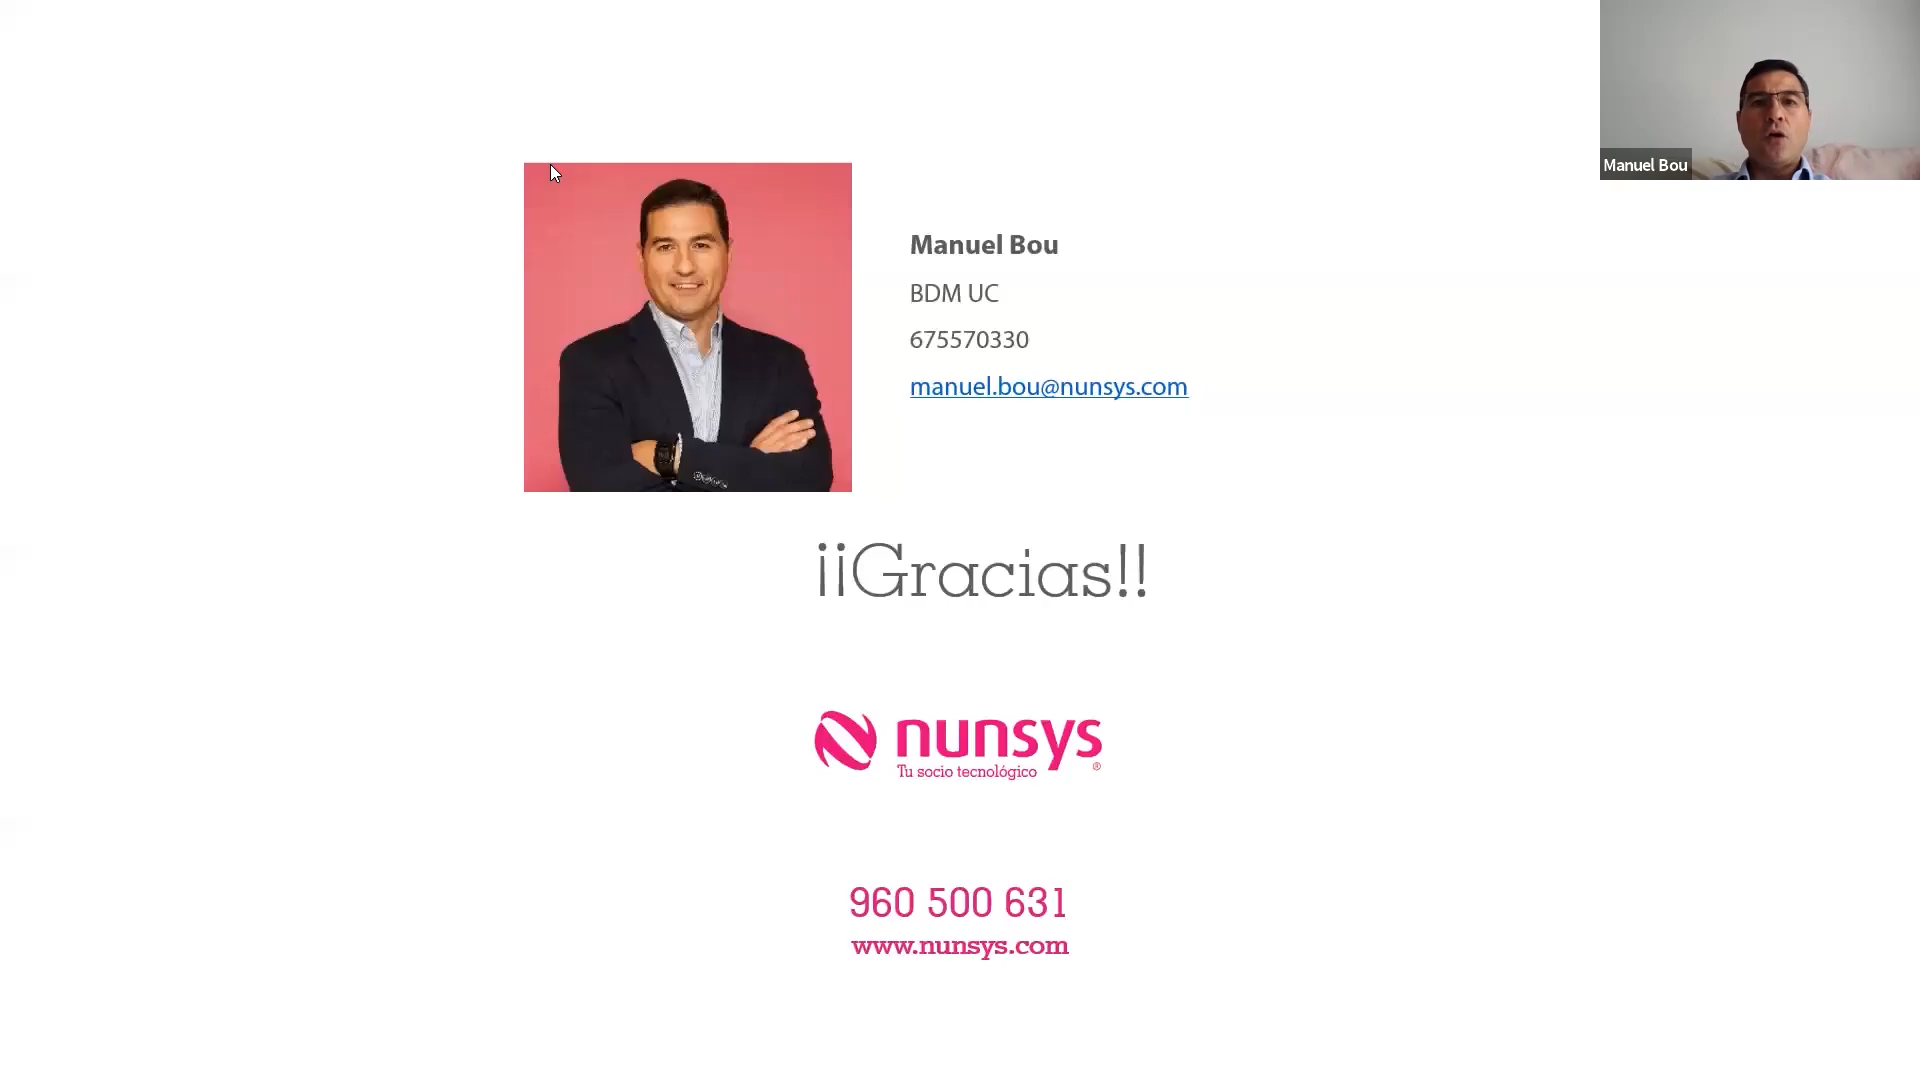 Manuel Bou
Manuel Bou
BDM UC
675570330
manuel.bou@nunsys.com
¡¡Gracias!!
nunsys
Tu socio tecnológico ®
960 500 631
www.nunsys.com